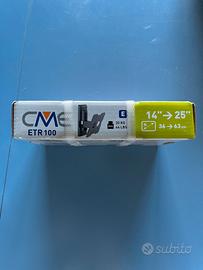 CME
ETR 100
E
20 KG
44 LBS
14" → 25"
36 → 63 cm
subito